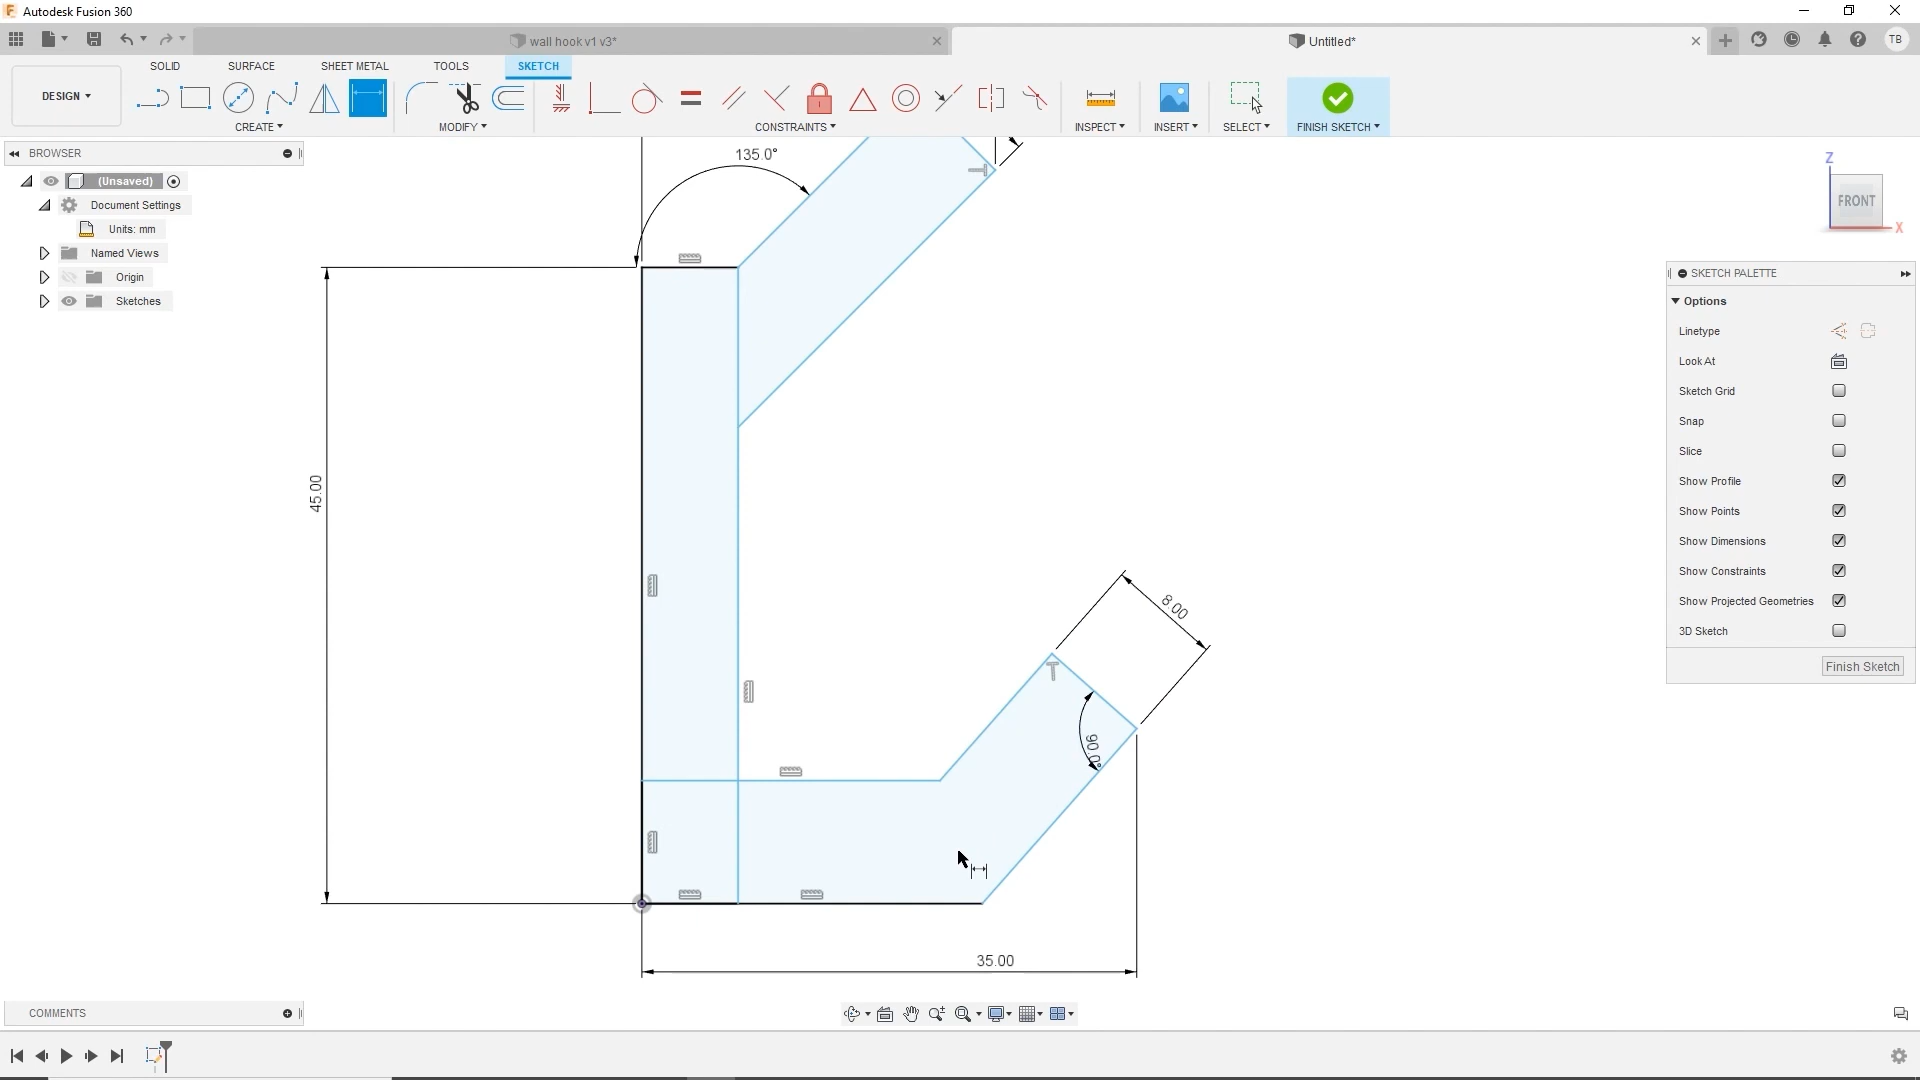 Autodesk Fusion 360
wall hook v1 v3*
Untitled*
TB
DESIGN
SOLID
SURFACE
SHEET METAL
TOOLS
SKETCH
CREATE
MODIFY
CONSTRAINTS
INSPECT
INSERT
SELECT
FINISH SKETCH
BROWSER
(Unsaved)
Document Settings
Units: mm
Named Views
Origin
Sketches
135.0°
45.00
8.00
90.0°
35.00
Z
FRONT
X
SKETCH PALETTE
Options
Linetype
Look At
Sketch Grid
Snap
Slice
Show Profile
Show Points
Show Dimensions
Show Constraints
Show Projected Geometries
3D Sketch
Finish Sketch
COMMENTS